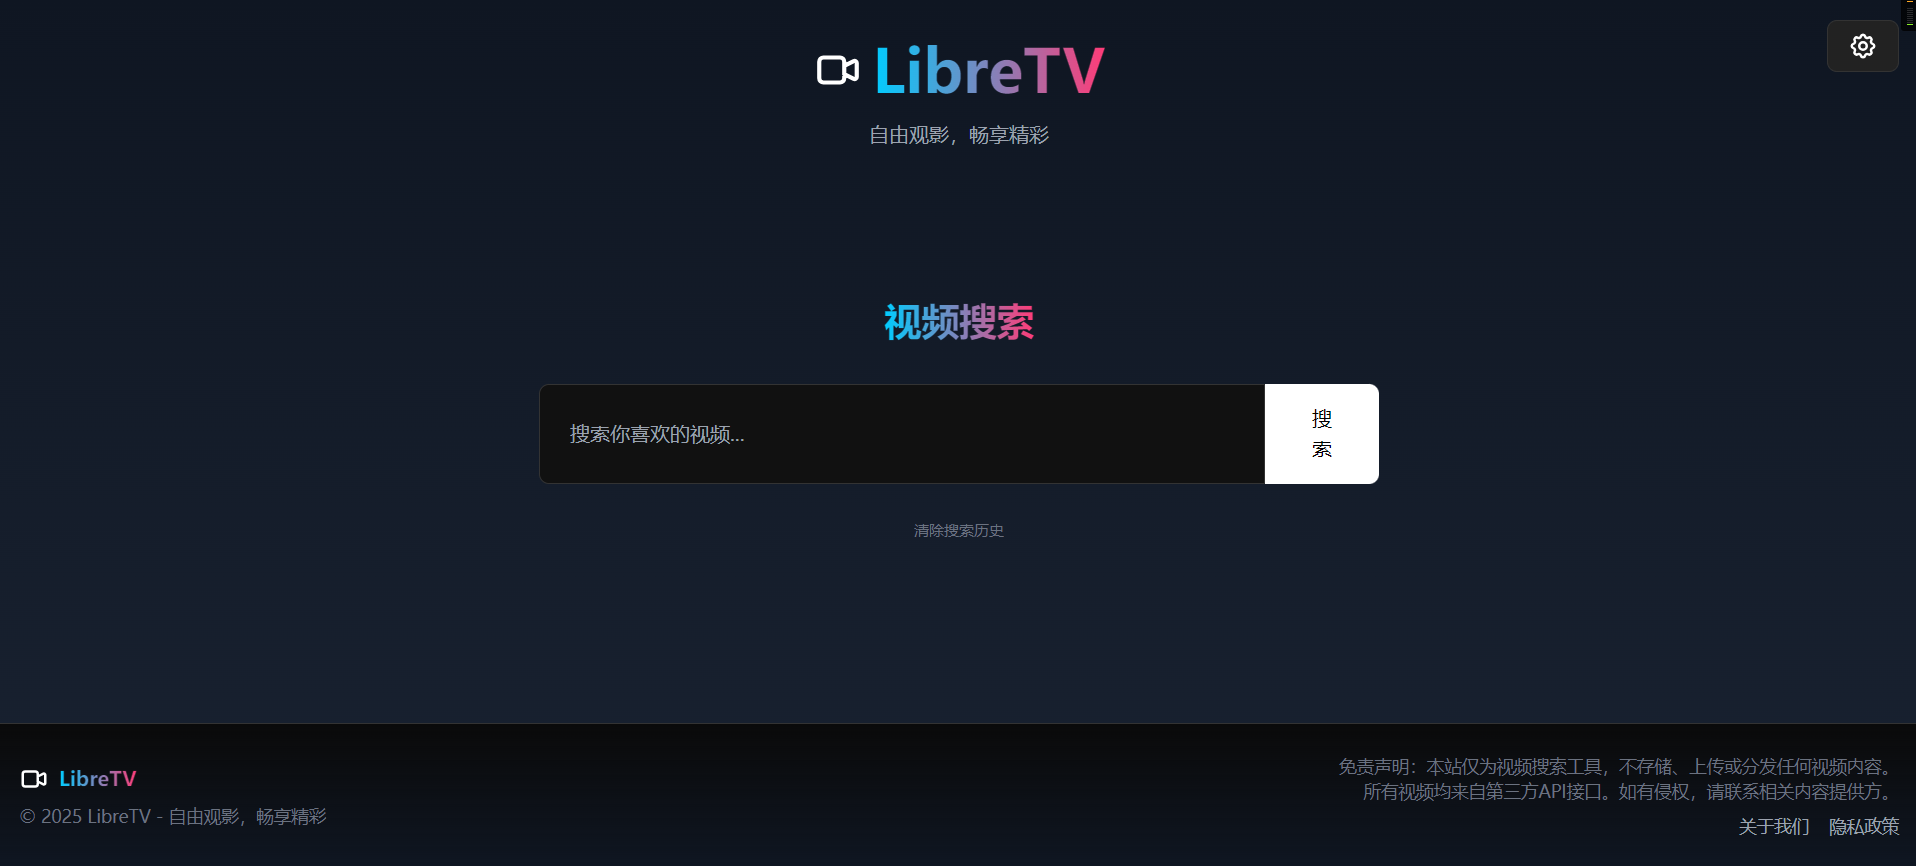 LibreTV
自由观影，畅享精彩
视频搜索
搜索你喜欢的视频...
搜
索
清除搜索历史
LibreTV
© 2025 LibreTV - 自由观影，畅享精彩
免责声明：本站仅为视频搜索工具，不存储、上传或分发任何视频内容。
所有视频均来自第三方API接口。如有侵权，请联系相关内容提供方。
关于我们 隐私政策